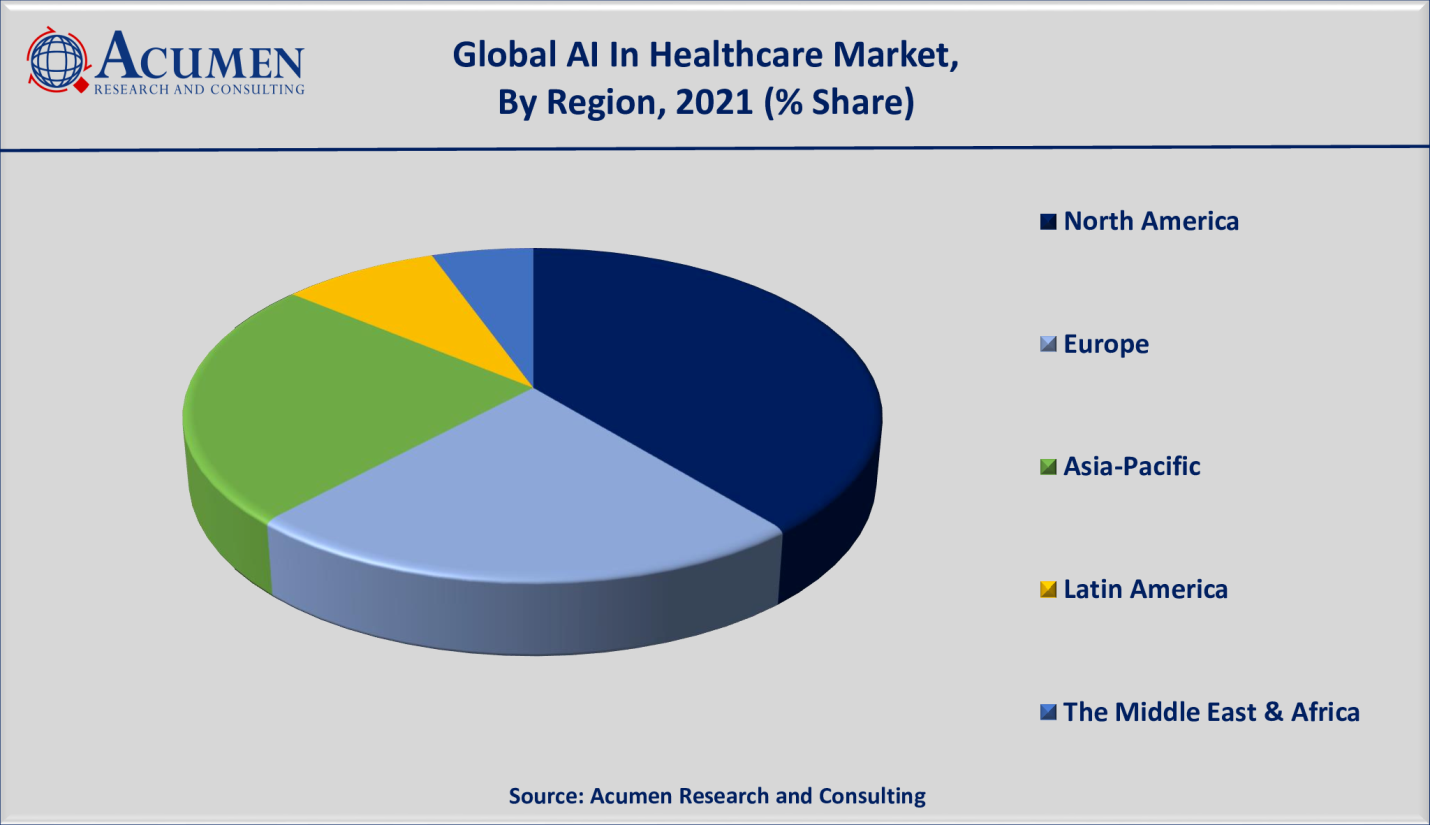 ACUMEN
RESEARCH AND CONSULTING
Global AI In Healthcare Market,
By Region, 2021 (% Share)
North America
Europe
Asia-Pacific
Latin America
The Middle East & Africa
Source: Acumen Research and Consulting